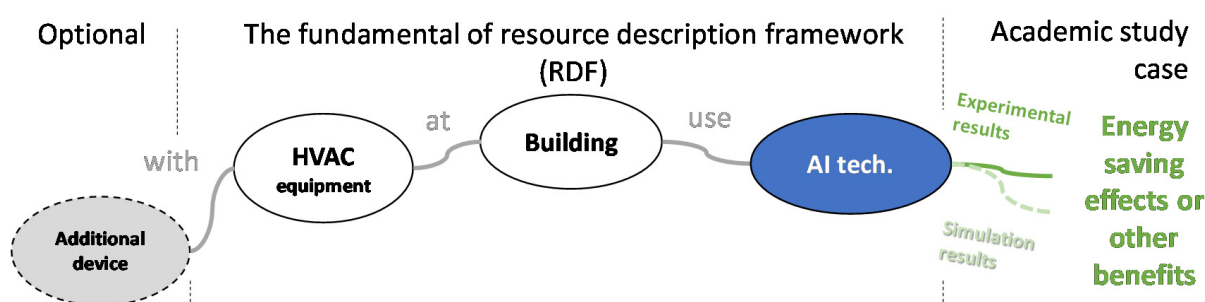 Optional
The fundamental of resource description framework
(RDF)
Academic study
case
with
Additional
device
HVAC
equipment
at
Building
use
AI tech.
Experimental
results
Simulation
results
Energy
saving
effects or
other
benefits